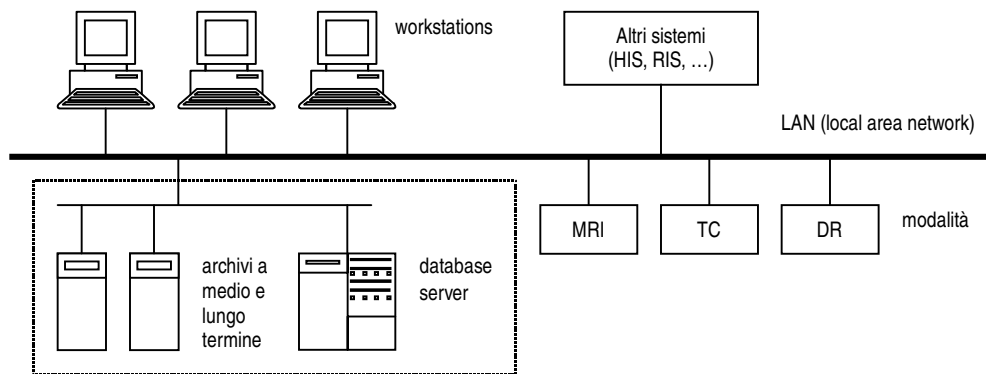 workstations
Altri sistemi
(HIS, RIS, ...)
LAN (local area network)
MRI
TC
DR
modalità
archivi a
medio e
lungo
termine
database
server